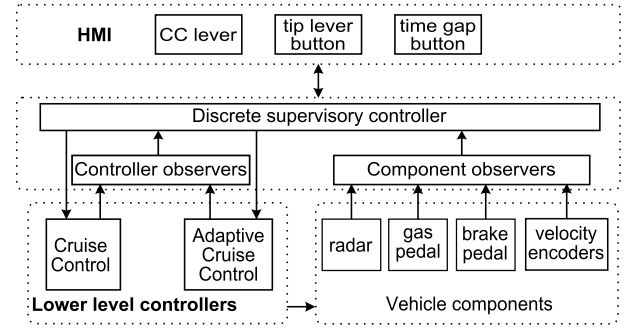 HMI
CC lever
tip lever
button
time gap
button
Discrete supervisory controller
Controller observers
Component observers
Cruise
Control
Adaptive
Cruise
Control
radar
gas
pedal
brake
pedal
velocity
encoders
Lower level controllers
Vehicle components